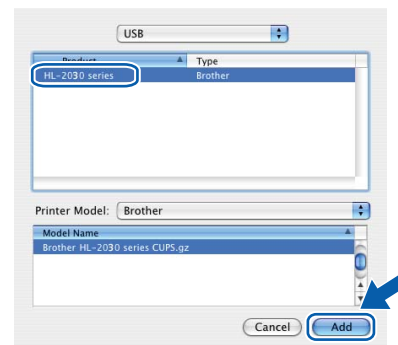 USB
Product Type
HL-2030 series Brother
Printer Model: Brother
Model Name
Brother HL-2030 series CUPS.gz
Cancel Add